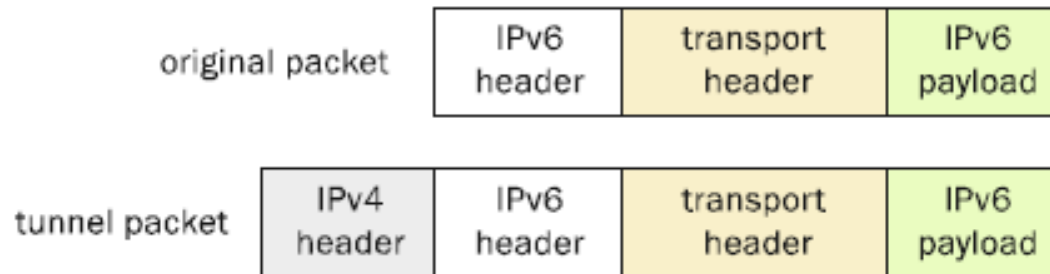 original packet
IPv6 header
transport header
IPv6 payload
tunnel packet
IPv4 header
IPv6 header
transport header
IPv6 payload